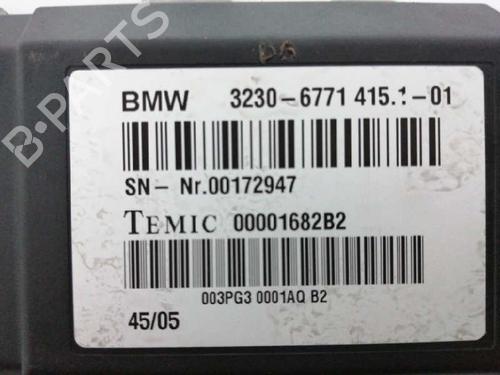 B-PARTS
BMW 3230-6771 415.1-01
SN- Nr.00172947
TEMIC 00001682B2
003PG3 0001AQ B2
45/05